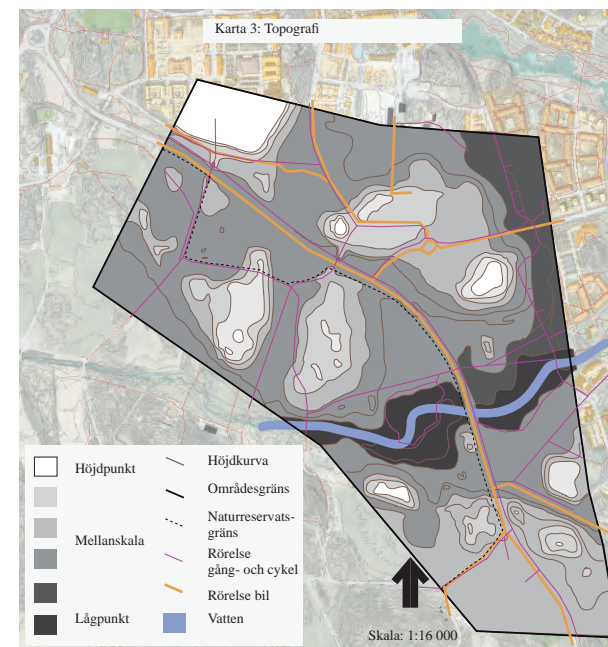 Karta 3: Topografi
Höjdpunkt
Mellanskala
Lågpunkt
Höjdkurva
Områdesgräns
Naturreservats-
gräns
Rörelse
gång- och cykel
Rörelse bil
Vatten
Skala: 1:16 000